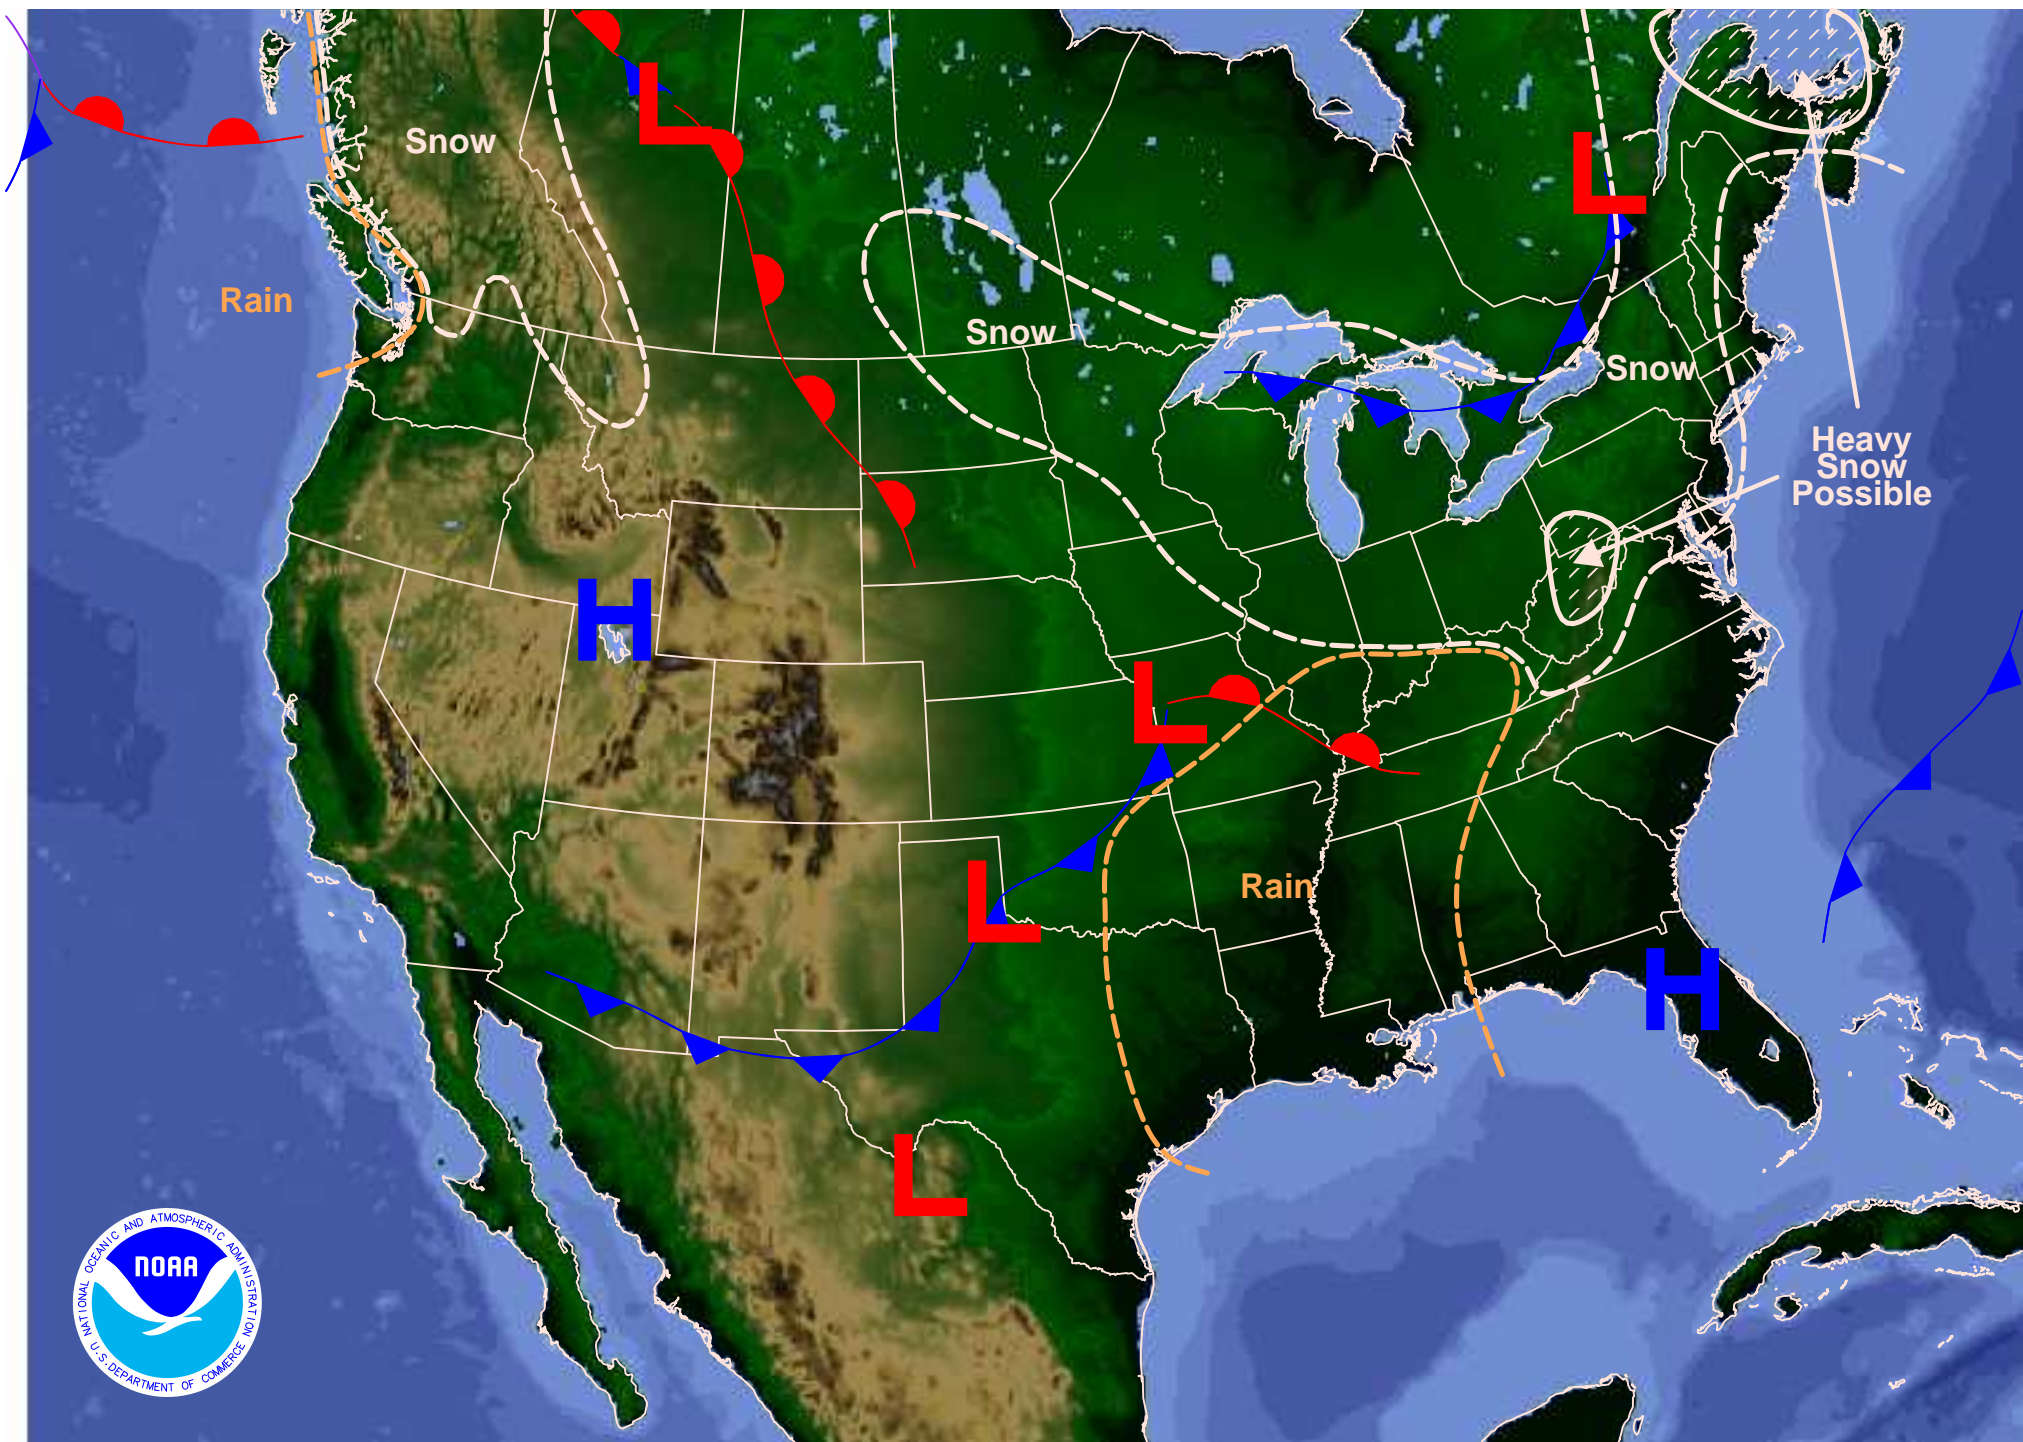 Snow
L
L
Rain
Snow
Snow
Heavy
Snow
Possible
H
L
L
Rain
H
L
NATIONAL OCEANIC AND ATMOSPHERIC ADMINISTRATION
NOAA
U.S. DEPARTMENT OF COMMERCE